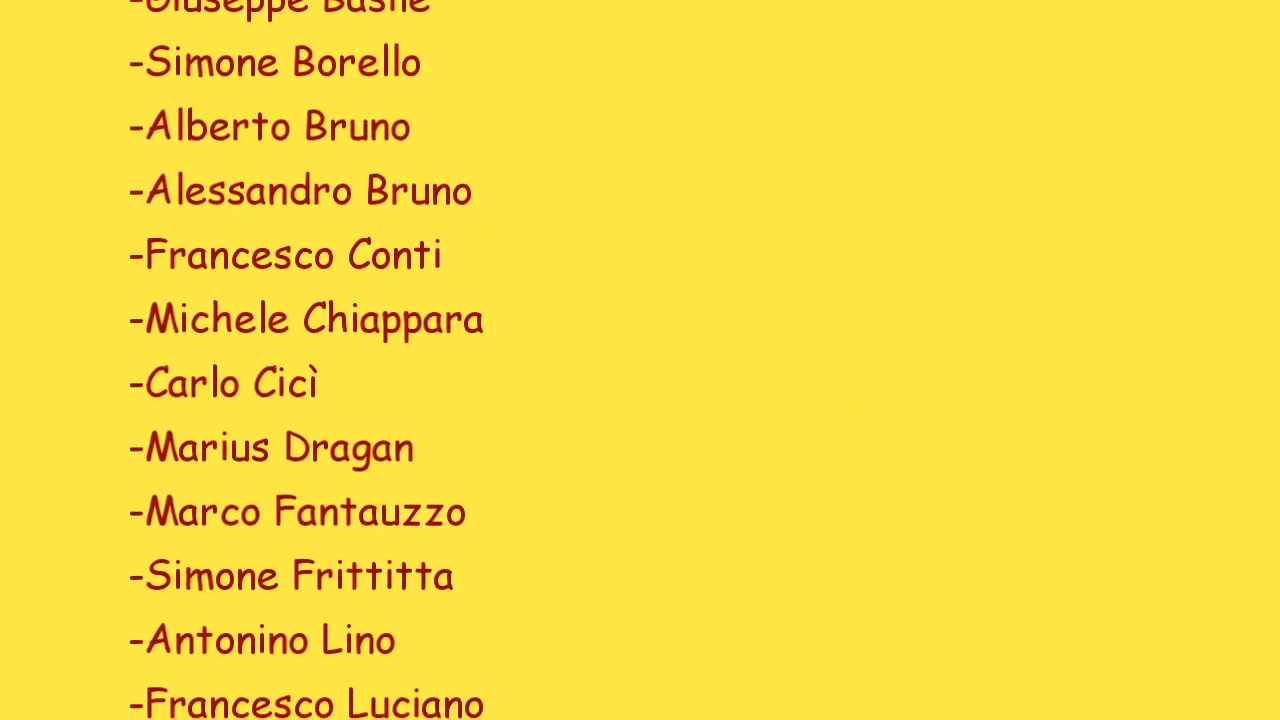 -Giuseppe
-Simone Borello
-Alberto Bruno
-Alessandro Bruno
-Francesco Conti
-Michele Chiappara
-Carlo Cicì
-Marius Dragan
-Marco Fantauzzo
-Simone Frittitta
-Antonino Lino
-Francesco Luciano